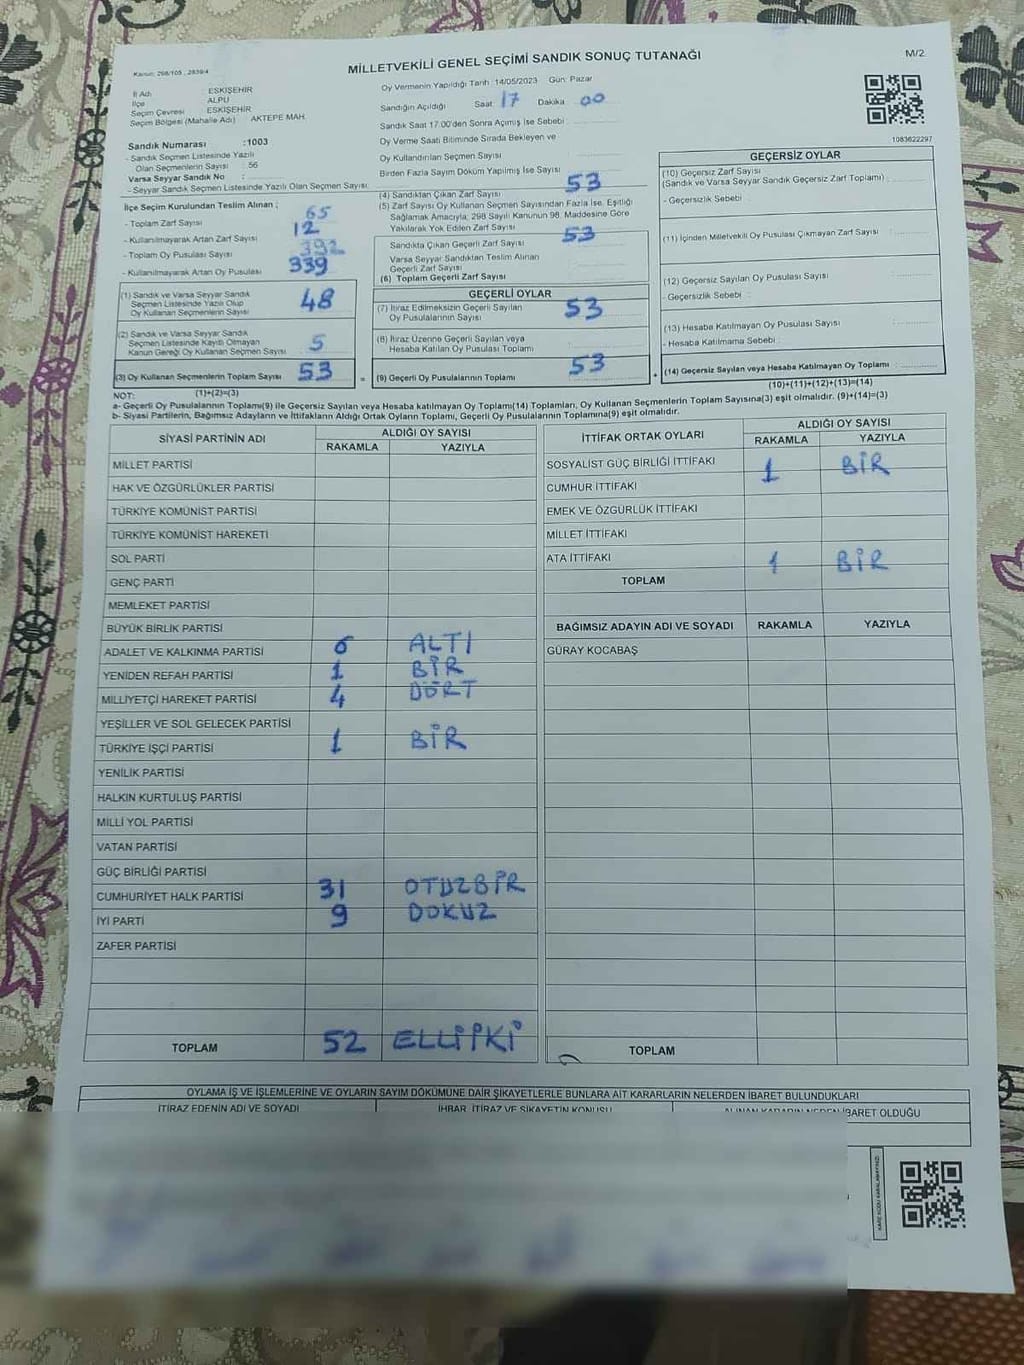 Kanun: 298/105 , 2839/4
MİLLETVEKİLİ GENEL SEÇİMİ SANDIK SONUÇ TUTANAĞI
M/2
İl Adı : ESKİŞEHİR
İlçe : ALPU
Seçim Çevresi : ESKİŞEHİR
Seçim Bölgesi (Mahalle Adı) : AKTEPE MAH.
Oy Vermenin Yapıldığı Tarih :14/05/2023 Gün: Pazar
Sandığın Açıldığı Saat 17 Dakika 00
Sandık Saat 17.00'den Sonra Açımış İse Sebebi :
Oy Verme Saati Bitiminde Sırada Bekleyen ve
Oy Kullandırılan Seçmen Sayısı
Birden Fazla Sayım Döküm Yapılmış İse Sayısı
1083622297
Sandık Numarası :1003
- Sandık Seçmen Listesinde Yazılı
Olan Seçmenlerin Sayısı : 56
Varsa Seyyar Sandık No :
- Seyyar Sandık Seçmen Listesinde Yazılı Olan Seçmen Sayısı:
İlçe Seçim Kurulundan Teslim Alınan ;
- Toplam Zarf Sayısı 65
- Kullanılmayarak Artan Zarf Sayısı 12
- Toplam Oy Pusulası Sayısı 392
- Kullanılmayarak Artan Oy Pusulası 339
(1) Sandık ve Varsa Seyyar Sandık
Seçmen Listesinde Yazılı Olup
Oy Kullanan Seçmenlerin Sayısı 48
(2) Sandık ve Varsa Seyyar Sandık
Seçmen Listesinde Kayıtlı Olmayan
Kanun Gereği Oy Kullanan Seçmen Sayısı 5
(3) Oy Kullanan Seçmenlerin Toplam Sayısı 53
(1)+(2)=(3)
(4) Sandıktan Çıkan Zarf Sayısı 53
(5) Zarf Sayısı Oy Kullanan Seçmen Sayısından Fazla İse, Eşitliği
Sağlamak Amacıyla, 298 Sayılı Kanunun 98. Maddesine Göre
Yakılarak Yok Edilen Zarf Sayısı
Sandıkta Çıkan Geçerli Zarf Sayısı 53
Varsa Seyyar Sandıktan Teslim Alınan
Geçerli Zarf Sayısı
(6) Toplam Geçerli Zarf Sayısı
GEÇERLİ OYLAR
(7) İtiraz Edilmeksizin Geçerli Sayılan
Oy Pusulalarının Sayısı 53
(8) İtiraz Üzerine Geçerli Sayılan veya
Hesaba Katılan Oy Pusulası Toplamı
= (9) Geçerli Oy Pusulalarının Toplamı 53
GEÇERSİZ OYLAR
(10) Geçersiz Zarf Sayısı
(Sandık ve Varsa Seyyar Sandık Geçersiz Zarf Toplamı) :
- Geçersizlik Sebebi :
(11) İçinden Milletvekili Oy Pusulası Çıkmayan Zarf Sayısı :
(12) Geçersiz Sayılan Oy Pusulası Sayısı :
- Geçersizlik Sebebi :
(13) Hesaba Katılmayan Oy Pusulası Sayısı :
- Hesaba Katılmama Sebebi :
+ (14) Geçersiz Sayılan veya Hesaba Katılmayan Oy Toplamı :
(10)+(11)+(12)+(13)=(14)
NOT:
a- Geçerli Oy Pusulalarının Toplamı(9) ile Geçersiz Sayılan veya Hesaba katılmayan Oy Toplamı(14) Toplamları, Oy Kullanan Seçmenlerin Toplam Sayısına(3) eşit olmalıdır. (9)+(14)=(3)
b- Siyasi Partilerin, Bağımsız Adayların ve İttifakların Aldığı Ortak Oyların Toplamı, Geçerli Oy Pusulalarının Toplamına(9) eşit olmalıdır.
SİYASİ PARTİNİN ADI
ALDIĞI OY SAYISI
RAKAMLA YAZIYLA
MİLLET PARTİSİ
HAK VE ÖZGÜRLÜKLER PARTİSİ
TÜRKİYE KOMÜNİST PARTİSİ
TÜRKİYE KOMÜNİST HAREKETİ
SOL PARTİ
GENÇ PARTİ
MEMLEKET PARTİSİ
BÜYÜK BİRLİK PARTİSİ
ADALET VE KALKINMA PARTİSİ 6 ALTI
YENİDEN REFAH PARTİSİ 1 BİR
MİLLİYETÇİ HAREKET PARTİSİ 4 DÖRT
YEŞİLLER VE SOL GELECEK PARTİSİ
TÜRKİYE İŞÇİ PARTİSİ 1 BİR
YENİLİK PARTİSİ
HALKIN KURTULUŞ PARTİSİ
MİLLİ YOL PARTİSİ
VATAN PARTİSİ
GÜÇ BİRLİĞİ PARTİSİ
CUMHURİYET HALK PARTİSİ 31 OTUZBİR
İYİ PARTİ 9 DOKUZ
ZAFER PARTİSİ
TOPLAM 52 ELLİİKİ
İTTİFAK ORTAK OYLARI
ALDIĞI OY SAYISI
RAKAMLA YAZIYLA
SOSYALİST GÜÇ BİRLİĞİ İTTİFAKI 1 BİR
CUMHUR İTTİFAKI
EMEK VE ÖZGÜRLÜK İTTİFAKI
MİLLET İTTİFAKI
ATA İTTİFAKI
TOPLAM 1 BİR
BAĞIMSIZ ADAYIN ADI VE SOYADI RAKAMLA YAZIYLA
GÜRAY KOCABAŞ
TOPLAM
OYLAMA İŞ VE İŞLEMLERİNE VE OYLARIN SAYIM DÖKÜMÜNE DAİR ŞİKAYETLERLE BUNLARA AİT KARARLARIN NELERDEN İBARET BULUNDUKLARI
İTİRAZ EDENİN ADI VE SOYADI
İHBAR, İTİRAZ VE ŞİKAYETİN KONUSU
ALINAN KARARIN NEDEN İBARET OLDUĞU
KARE KODU KARALAMAYINIZ!